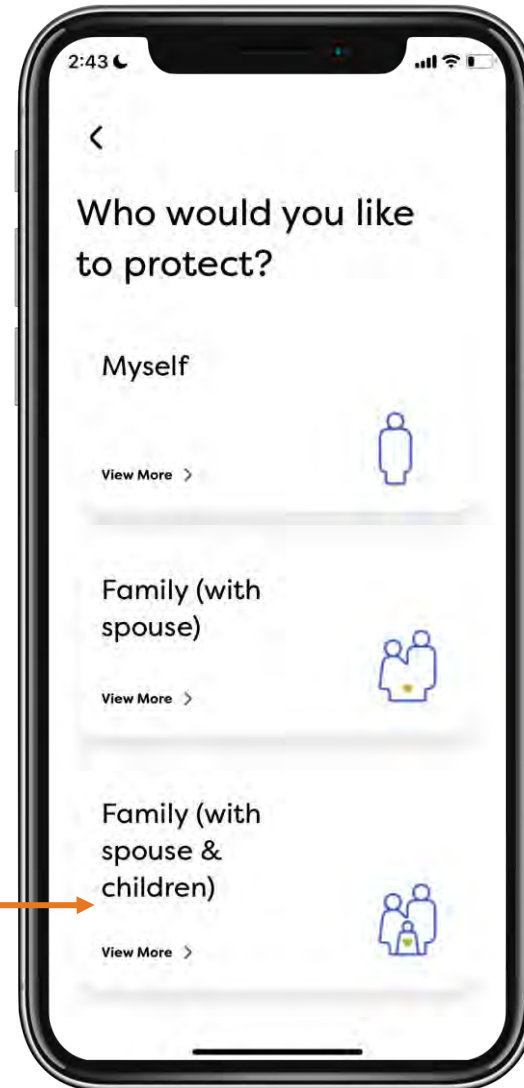 2:43
Who would you like
to protect?
Myself
View More >
Family (with
spouse)
View More >
Family (with
spouse &
children)
View More >